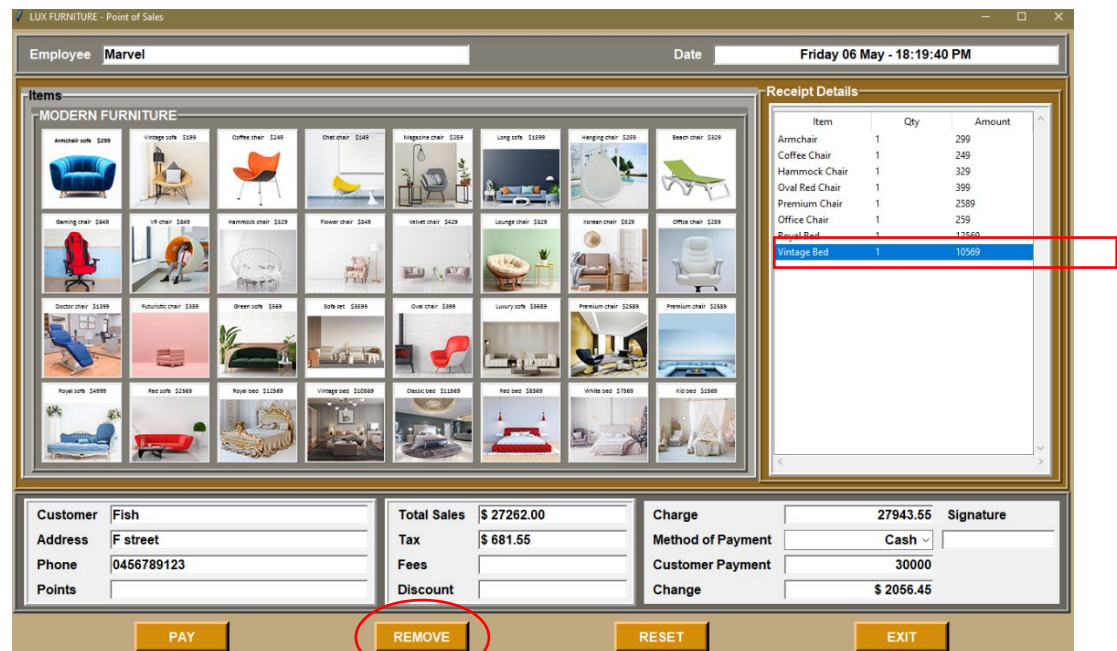 LUX FURNITURE - Point of Sales
Employee Marvel Date Friday 06 May - 18:19:40 PM
Items
MODERN FURNITURE
Armchair sofa $299 Vintage sofa $199 Coffee chair $249 Chat chair $149 Magazine chair $259 Long sofa $1599 Hanging chair $259 Beach chair $329
Gaming chair $649 VR chair $849 Hammock chair $329 Flower chair $349 Velvet chair $429 Lounge chair $329 Korean chair $529 Office chair $259
Doctor chair $1399 Futuristic chair $359 Green sofa $569 Sofa set $3599 Oval chair $399 Luxury sofa $5689 Premium chair $2589 Premium chair $2589
Royal sofa $4999 Red sofa $2569 Royal bed $12569 Vintage bed $10569 Classic bed $11569 Red bed $8569 White bed $7569 Kid bed $1569
Receipt Details
Item Qty Amount
Armchair 1 299
Coffee Chair 1 249
Hammock Chair 1 329
Oval Red Chair 1 399
Premium Chair 1 2589
Office Chair 1 259
Royal Bed 1 12569
Vintage Bed 1 10569
Customer Fish
Address F street
Phone 0456789123
Points
Total Sales $ 27262.00
Tax $ 681.55
Fees
Discount
Charge 27943.55 Signature
Method of Payment Cash
Customer Payment 30000
Change $ 2056.45
PAY REMOVE RESET EXIT